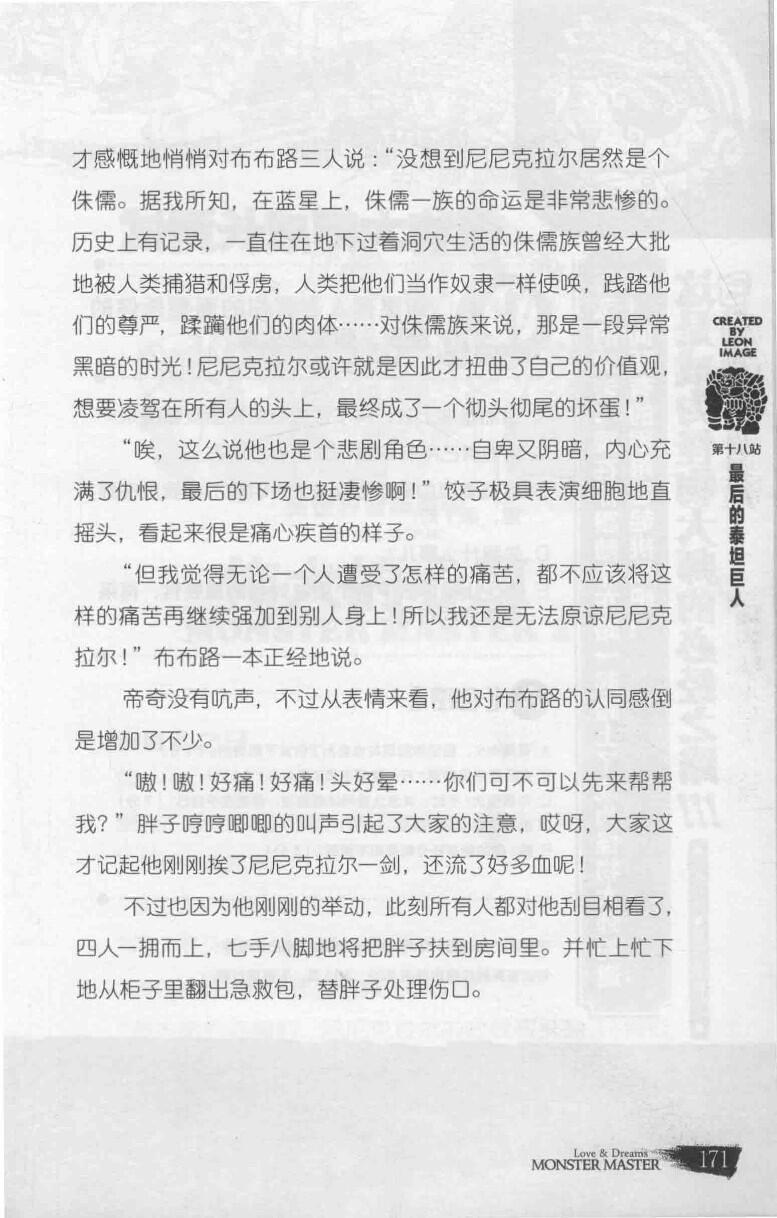 才感慨地悄悄对布布路三人说：“没想到尼尼克拉尔居然是个
侏儒。据我所知，在蓝星上，侏儒一族的命运是非常悲惨的。
历史上有记录，一直住在地下过着洞穴生活的侏儒族曾经大批
地被人类捕猎和俘虏，人类把他们当作奴隶一样使唤，践踏他
们的尊严，蹂躏他们的肉体……对侏儒族来说，那是一段异常
黑暗的时光！尼尼克拉尔或许就是因此才扭曲了自己的价值观，
想要凌驾在所有人的头上，最终成了一个彻头彻尾的坏蛋！”
“唉，这么说他也是个悲剧角色……自卑又阴暗，内心充
满了仇恨，最后的下场也挺凄惨啊！”饺子极具表演细胞地直
摇头，看起来很是痛心疾首的样子。
“但我觉得无论一个人遭受了怎样的痛苦，都不应该将这
样的痛苦再继续强加到别人身上！所以我还是无法原谅尼尼克
拉尔！”布布路一本正经地说。
帝奇没有吭声，不过从表情来看，他对布布路的认同感倒
是增加了不少。
“嗷！嗷！好痛！好痛！头好晕……你们可不可以先来帮帮
我？”胖子哼哼唧唧的叫声引起了大家的注意，哎呀，大家这
才记起他刚刚挨了尼尼克拉尔一剑，还流了好多血呢！
不过也因为他刚刚的举动，此刻所有人都对他刮目相看了，
四人一拥而上，七手八脚地将把胖子扶到房间里。并忙上忙下
地从柜子里翻出急救包，替胖子处理伤口。
CREATED
BY
LEON
IMAGE
第十八站
最后的泰坦巨人
Love & Dreams
MONSTER MASTER
171